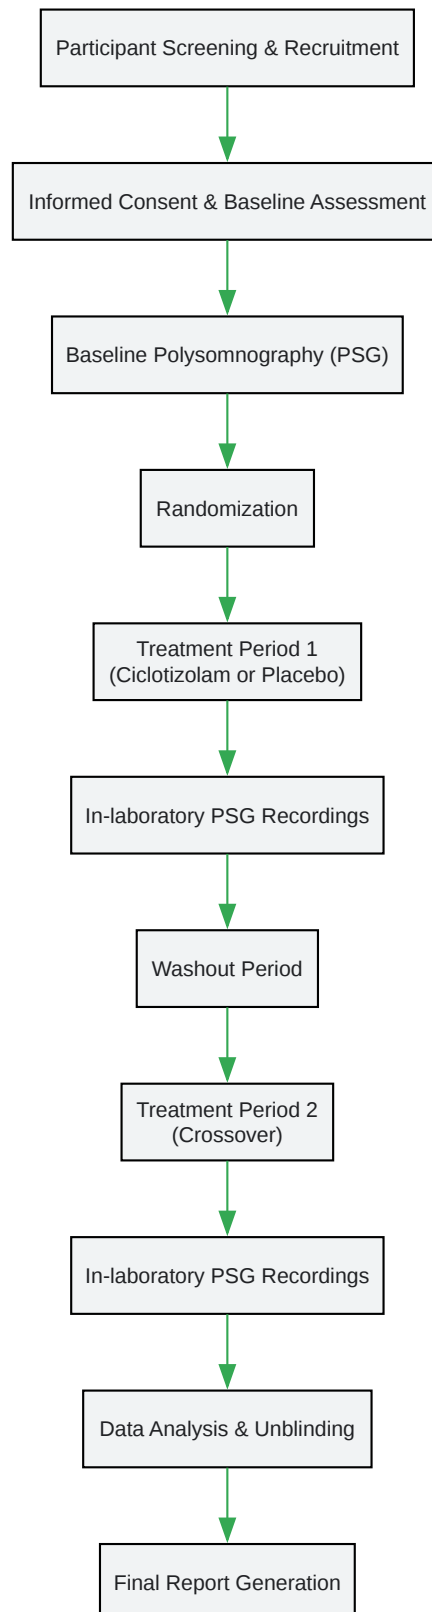 Participant Screening & Recruitment
Informed Consent & Baseline Assessment
Baseline Polysomnography (PSG)
Randomization
Treatment Period 1
(Ciclotizolam or Placebo)
In-laboratory PSG Recordings
Washout Period
Treatment Period 2
(Crossover)
In-laboratory PSG Recordings
Data Analysis & Unblinding
Final Report Generation